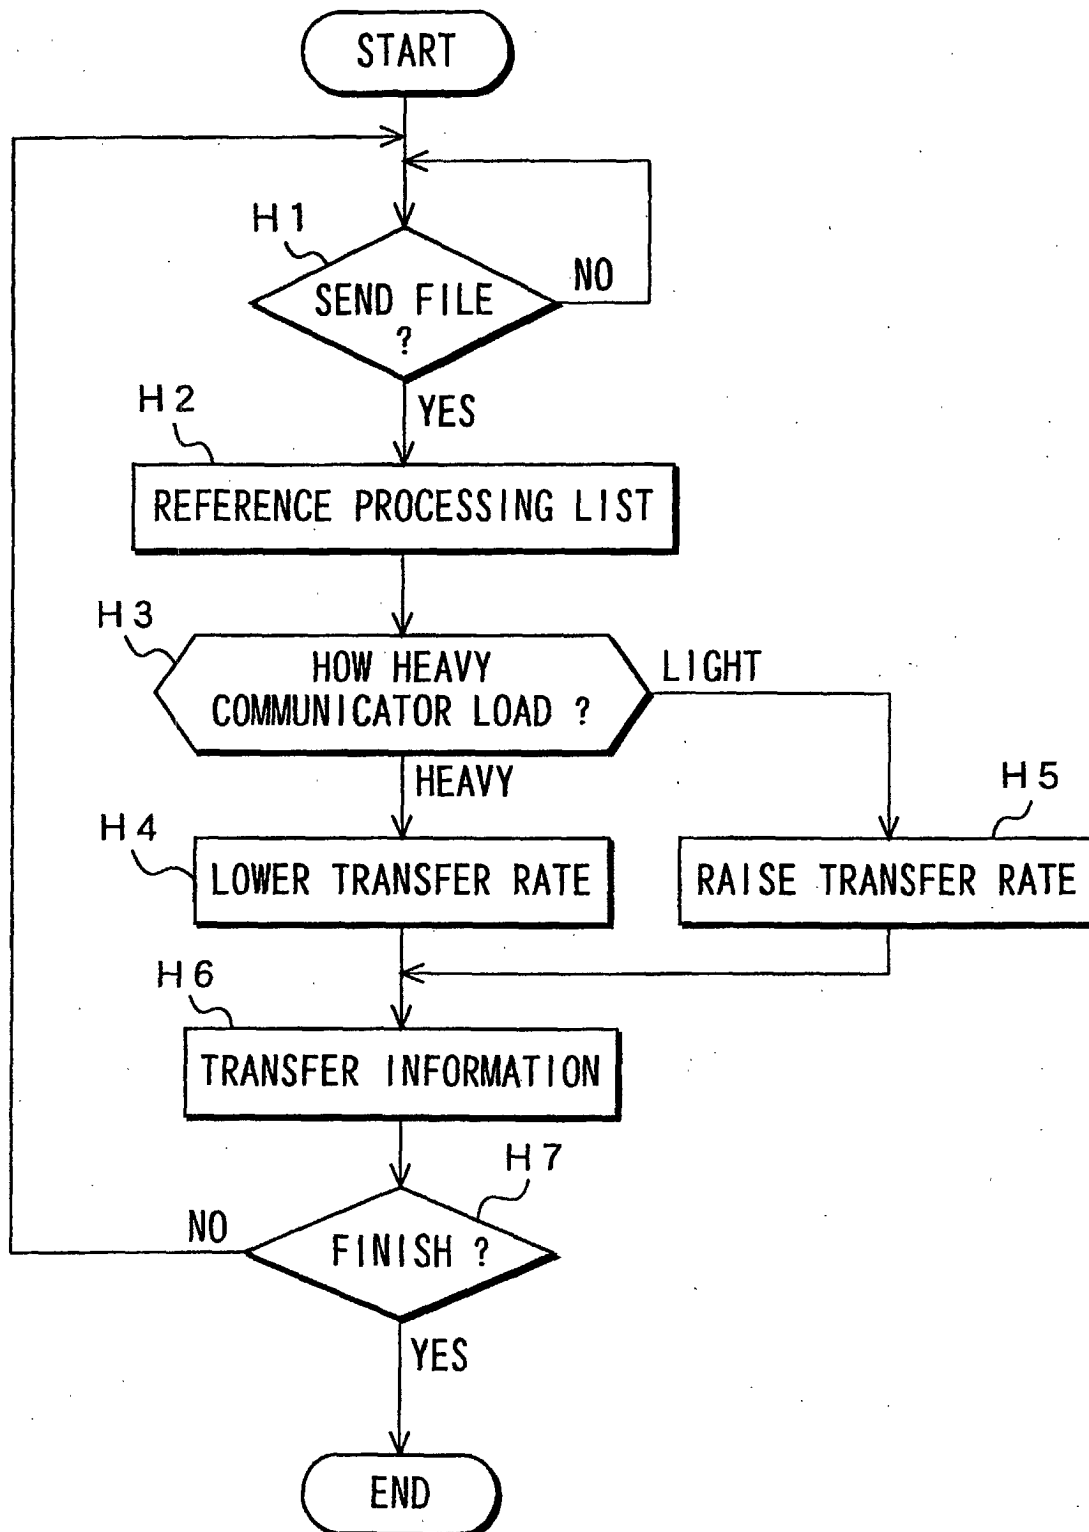 START
H1
SEND FILE
?
NO
YES
H2
REFERENCE PROCESSING LIST
H3
HOW HEAVY
COMMUNICATOR LOAD ?
LIGHT
HEAVY
H4
LOWER TRANSFER RATE
H5
RAISE TRANSFER RATE
H6
TRANSFER INFORMATION
H7
FINISH ?
NO
YES
END